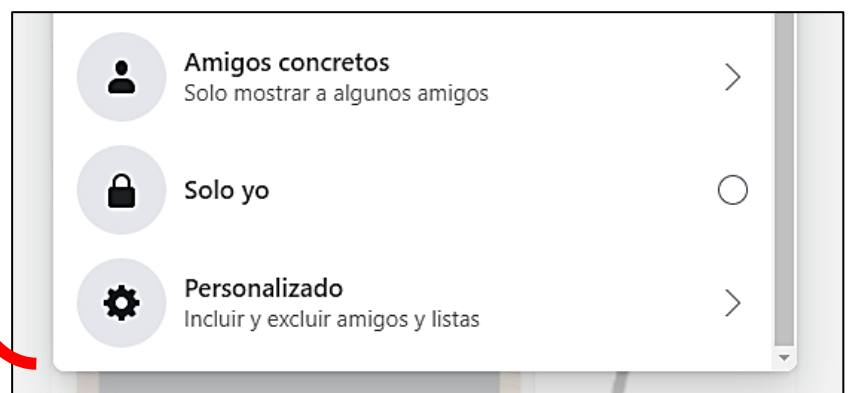 Amigos concretos
Solo mostrar a algunos amigos
Solo yo
Personalizado
Incluir y excluir amigos y listas